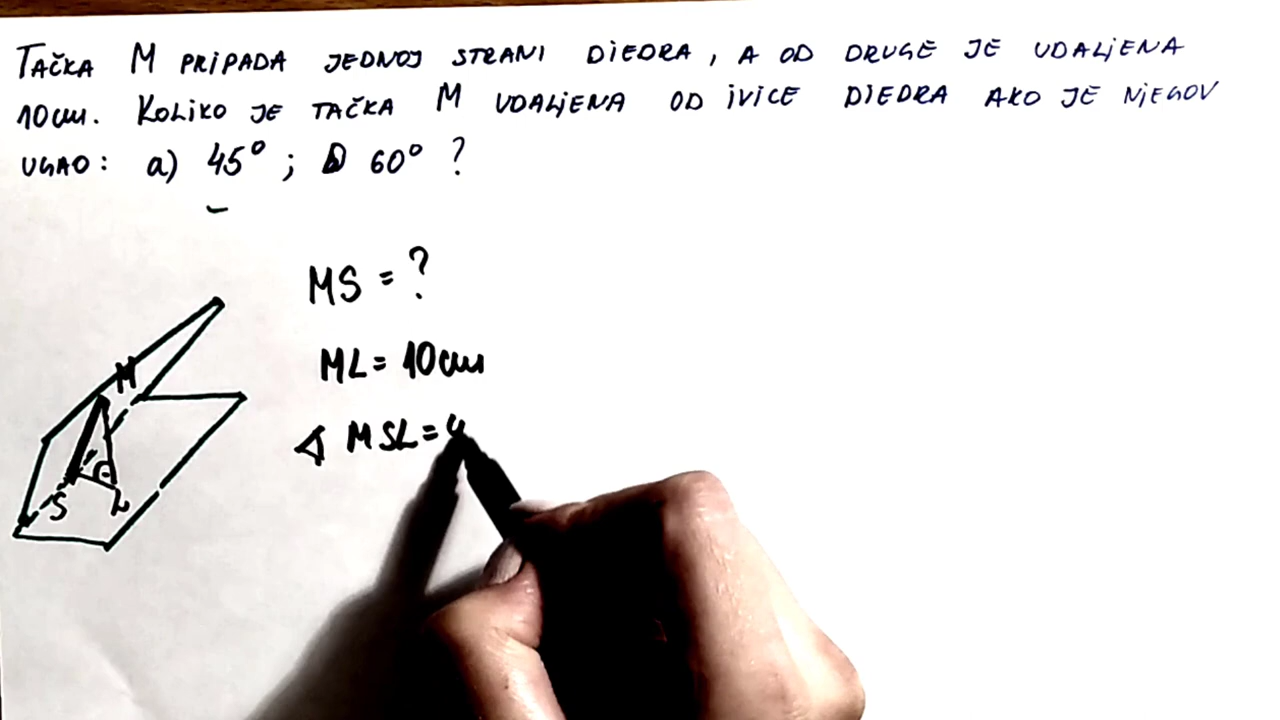 TAČKA M PRIPADA JEDNOJ STRANI DIEDRA, A OD DRUGE JE UDALJENA
10cm. KOLIKO JE TAČKA M UDALJENA OD IVICE DIEDRA AKO JE NJEGOV
UGAO: a) 45° ; 60° ?
MS = ?
ML = 10cm
∢ MSL = 4
M
S L